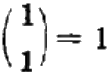 (1
1) = 1